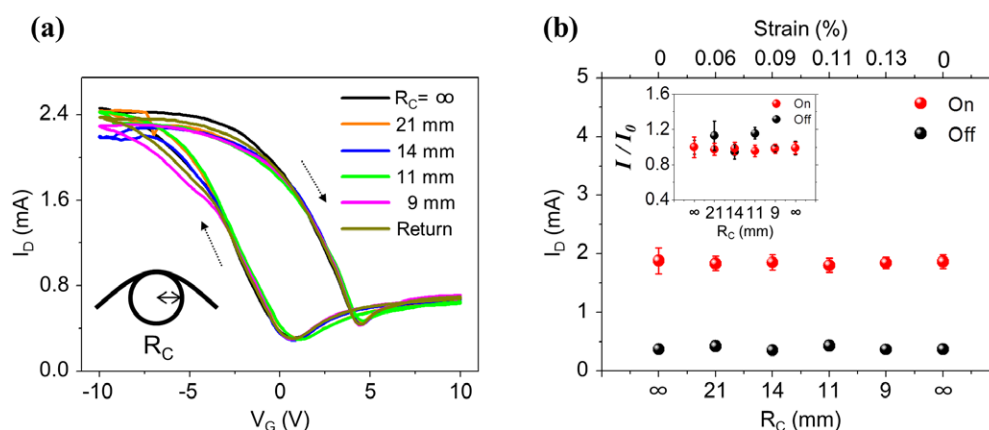 (a)
I_D (mA)
2.4
1.6
0.8
0.0
R_C = ∞
21 mm
14 mm
11 mm
9 mm
Return
R_C
-10 -5 0 5 10
V_G (V)
(b)
Strain (%)
0 0.06 0.09 0.11 0.13 0
I_D (mA)
5
4
3
2
1
0
On
Off
I/I_0
1.6
1.2
0.8
0.4
On
Off
∞ 21 14 11 9 ∞
R_C (mm)
∞ 21 14 11 9 ∞
R_C (mm)